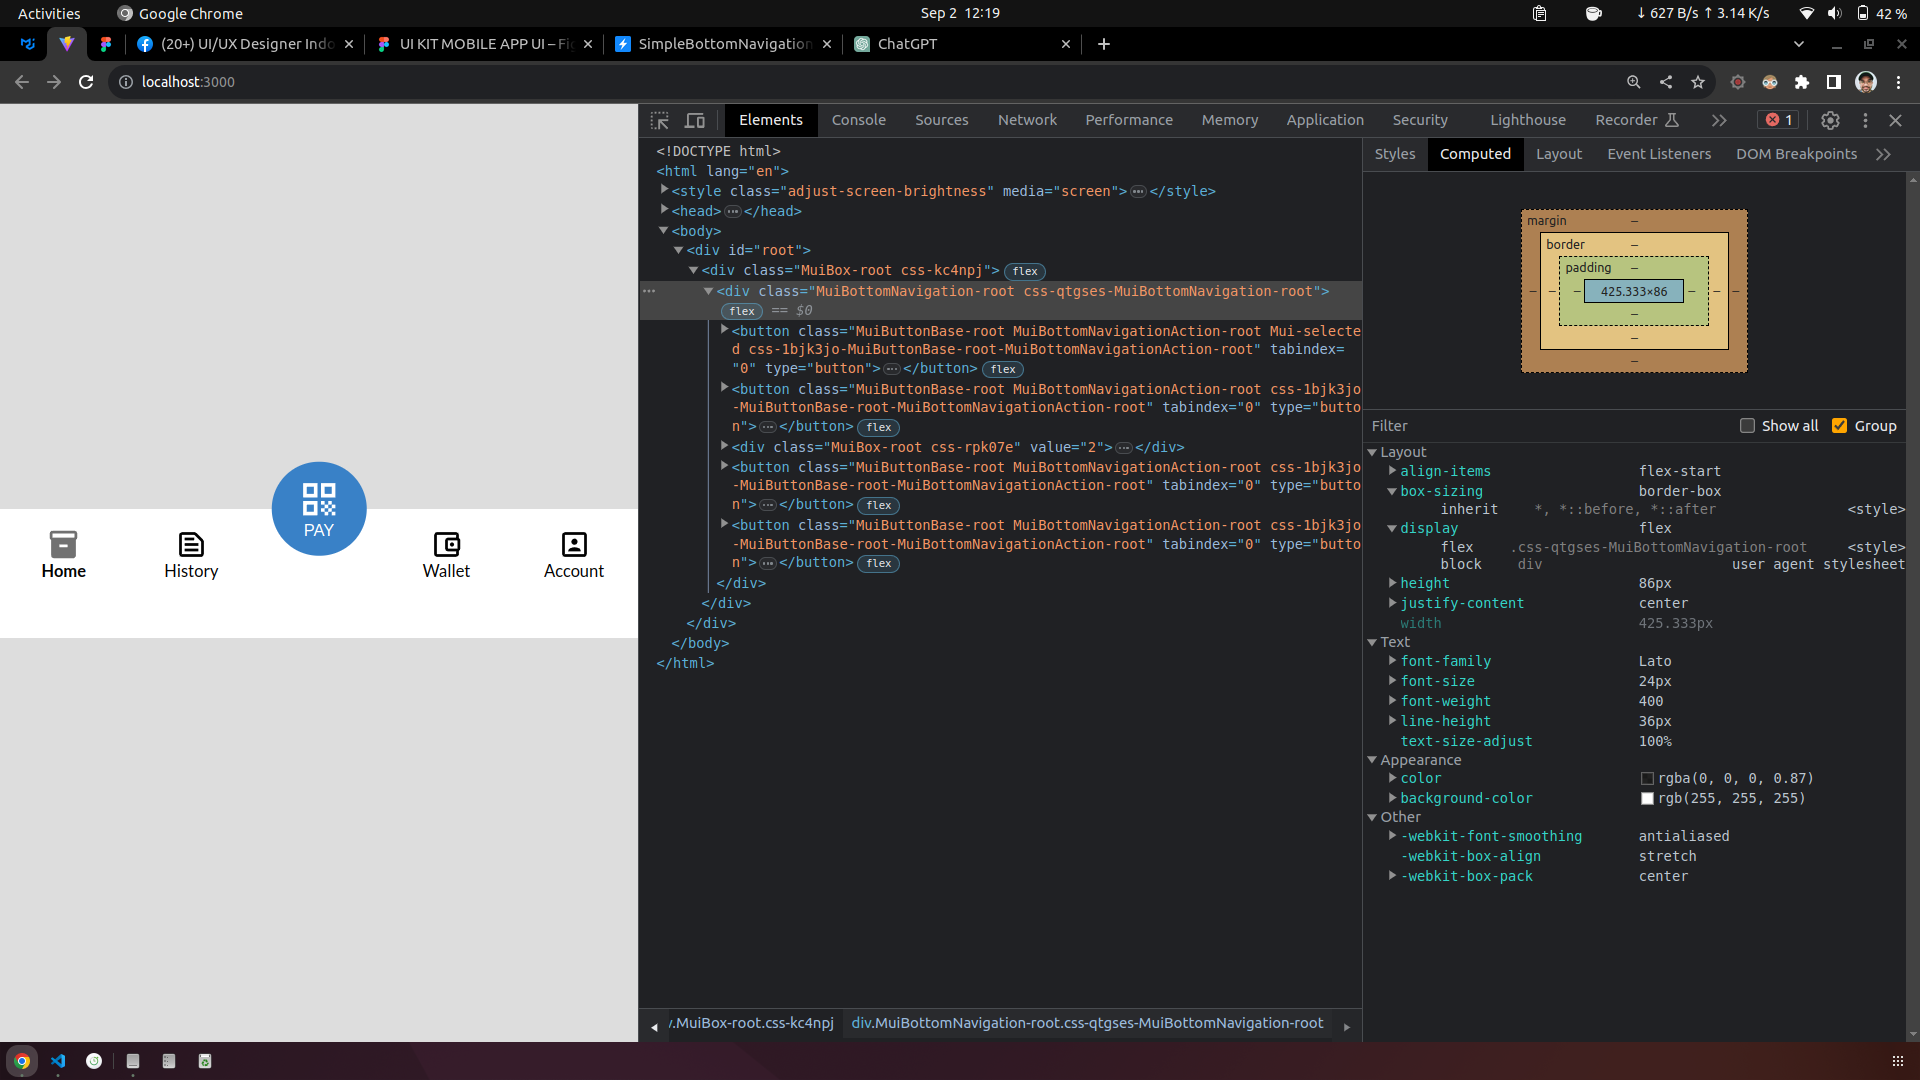 Activities
Google Chrome
Sep 2 12:19
↓ 627 B/s ↑ 3.14 K/s
42 %
(20+) UI/UX Designer Indo
UI KIT MOBILE APP UI – Fi
SimpleBottomNavigation
ChatGPT
localhost:3000
PAY
Home
History
Wallet
Account
Elements
Console
Sources
Network
Performance
Memory
Application
Security
Lighthouse
Recorder
1
<!DOCTYPE html>
<html lang="en">
<style class="adjust-screen-brightness" media="screen">…</style>
<head>…</head>
<body>
<div id="root">
<div class="MuiBox-root css-kc4npj"> flex
<div class="MuiBottomNavigation-root css-qtgses-MuiBottomNavigation-root">
flex == $0
<button class="MuiButtonBase-root MuiBottomNavigationAction-root Mui-selecte
d css-1bjk3jo-MuiButtonBase-root-MuiBottomNavigationAction-root" tabindex=
"0" type="button">…</button> flex
<button class="MuiButtonBase-root MuiBottomNavigationAction-root css-1bjk3jo
-MuiButtonBase-root-MuiBottomNavigationAction-root" tabindex="0" type="butto
n">…</button> flex
<div class="MuiBox-root css-rpk07e" value="2">…</div>
<button class="MuiButtonBase-root MuiBottomNavigationAction-root css-1bjk3jo
-MuiButtonBase-root-MuiBottomNavigationAction-root" tabindex="0" type="butto
n">…</button> flex
<button class="MuiButtonBase-root MuiBottomNavigationAction-root css-1bjk3jo
-MuiButtonBase-root-MuiBottomNavigationAction-root" tabindex="0" type="butto
n">…</button> flex
</div>
</div>
</div>
</body>
</html>
v.MuiBox-root.css-kc4npj
div.MuiBottomNavigation-root.css-qtgses-MuiBottomNavigation-root
Styles
Computed
Layout
Event Listeners
DOM Breakpoints
margin –
border –
padding –
– – – 425.333×86 – – –
–
–
–
Filter
Show all
Group
Layout
align-items flex-start
box-sizing border-box
inherit *, *::before, *::after <style>
display flex
flex .css-qtgses-MuiBottomNavigation-root <style>
block div user agent stylesheet
height 86px
justify-content center
width 425.333px
Text
font-family Lato
font-size 24px
font-weight 400
line-height 36px
text-size-adjust 100%
Appearance
color rgba(0, 0, 0, 0.87)
background-color rgb(255, 255, 255)
Other
-webkit-font-smoothing antialiased
-webkit-box-align stretch
-webkit-box-pack center